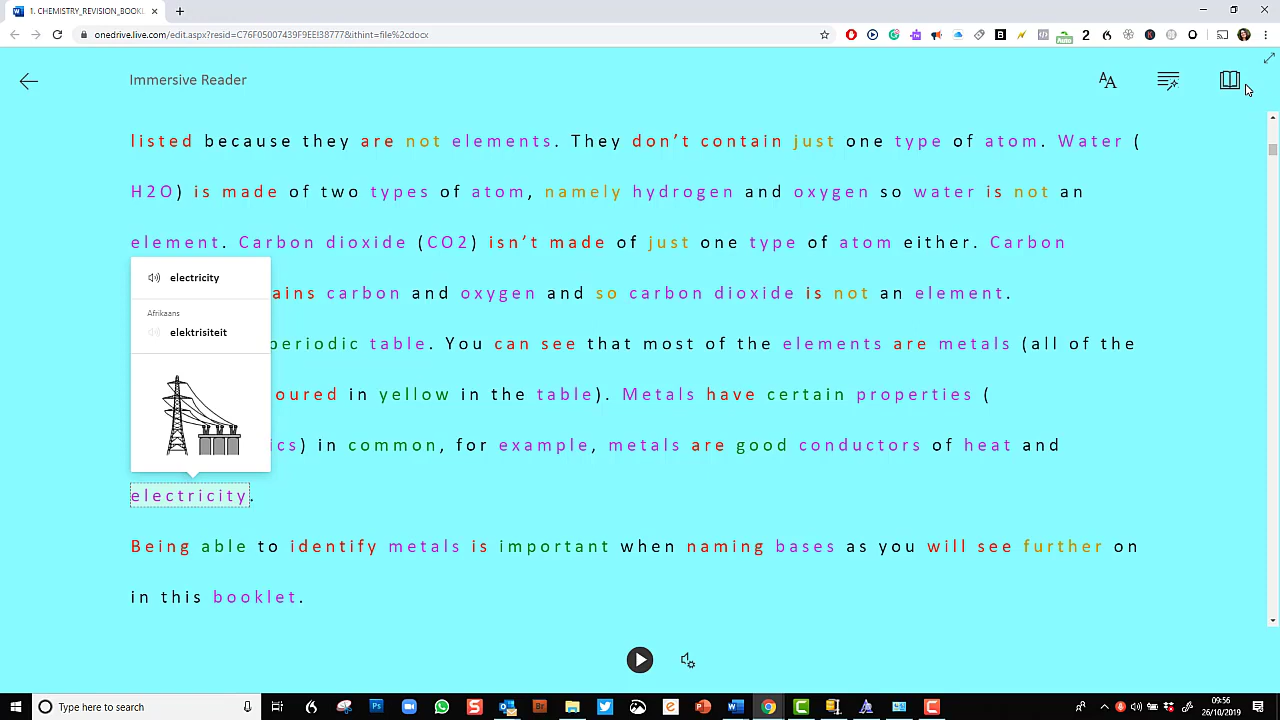 1. CHEMISTRY_REVISION_BOOKL
onedrive.live.com/edit.aspx?resid=C76F05007439F9EE!38777&ithint=file%2cdocx
Immersive Reader
listed because they are not elements. They don't contain just one type of atom. Water (
H2O) is made of two types of atom, namely hydrogen and oxygen so water is not an
element. Carbon dioxide (CO2) isn't made of just one type of atom either. Carbon
ains carbon and oxygen and so carbon dioxide is not an element.
periodic table. You can see that most of the elements are metals (all of the
oured in yellow in the table). Metals have certain properties (
ics) in common, for example, metals are good conductors of heat and
electricity.
electricity
Afrikaans
elektrisiteit
Being able to identify metals is important when naming bases as you will see further on
in this booklet.
Type here to search
09:56
26/10/2019